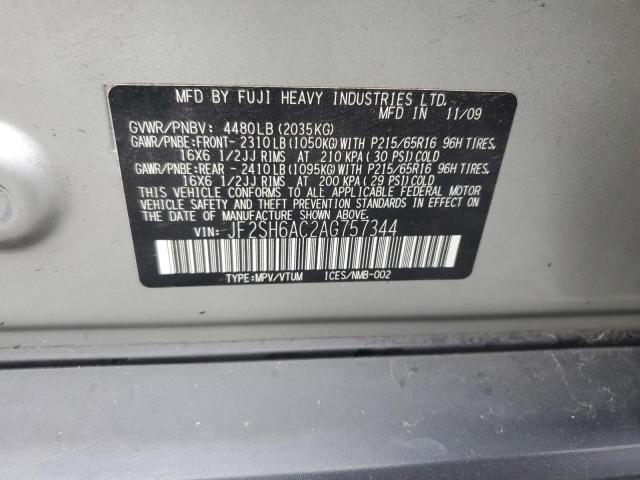 MFD BY FUJI HEAVY INDUSTRIES LTD.
MFD IN 11/09
GVWR/PNBV: 4480LB(2035KG)
GAWR/PNBE:FRONT-2310LB(1050KG)WITH P215/65R16 96H TIRES,
16X6 1/2JJ RIMS AT 210 KPA(30 PSI)COLD
GAWR/PNBE:REAR -2410LB(1095KG)WITH P215/65R16 96H TIRES,
16X6 1/2JJ RIMS AT 200 KPA(29 PSI)COLD
THIS VEHICLE CONFORMS TO ALL APPLICABLE FEDERAL MOTOR
VEHICLE SAFETY AND THEFT PREVENTION STANDARDS IN
EFFECT ON THE DATE OF MANUFACTURE SHOWN ABOVE.
VIN: JF2SH6AC2AG757344
TYPE:MPV/VTUM ICES/NMB-002